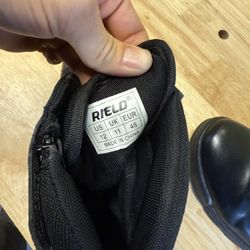 RIELD
US UK EUR
12 11 46
MADE IN CHINA